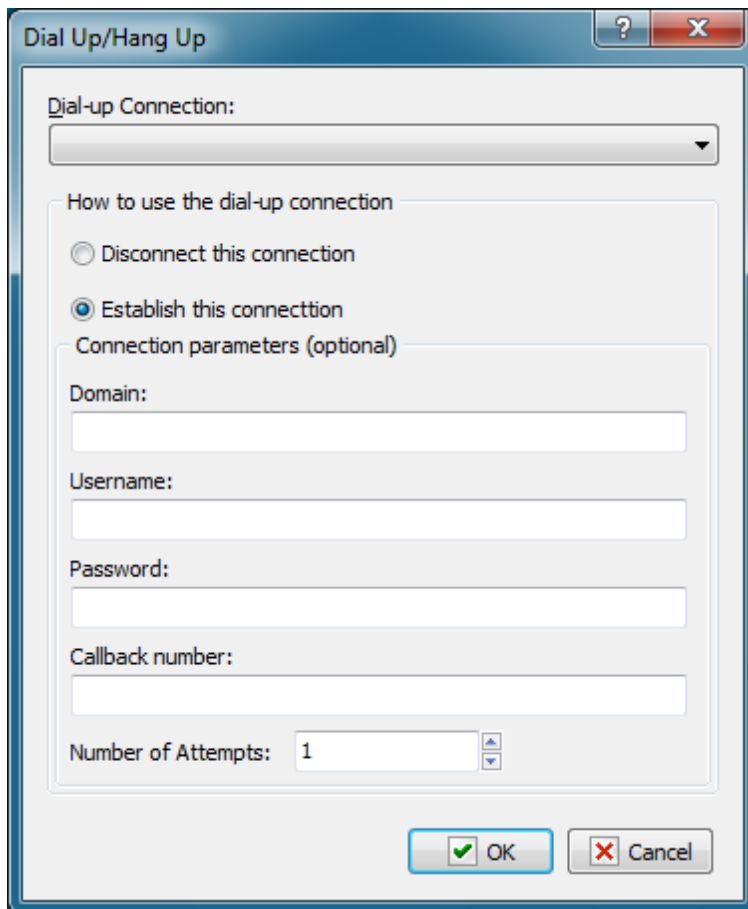 Dial Up/Hang Up
?
X
Dial-up Connection:
How to use the dial-up connection
Disconnect this connection
Establish this connecttion
Connection parameters (optional)
Domain:
Username:
Password:
Callback number:
Number of Attempts: 1
OK Cancel